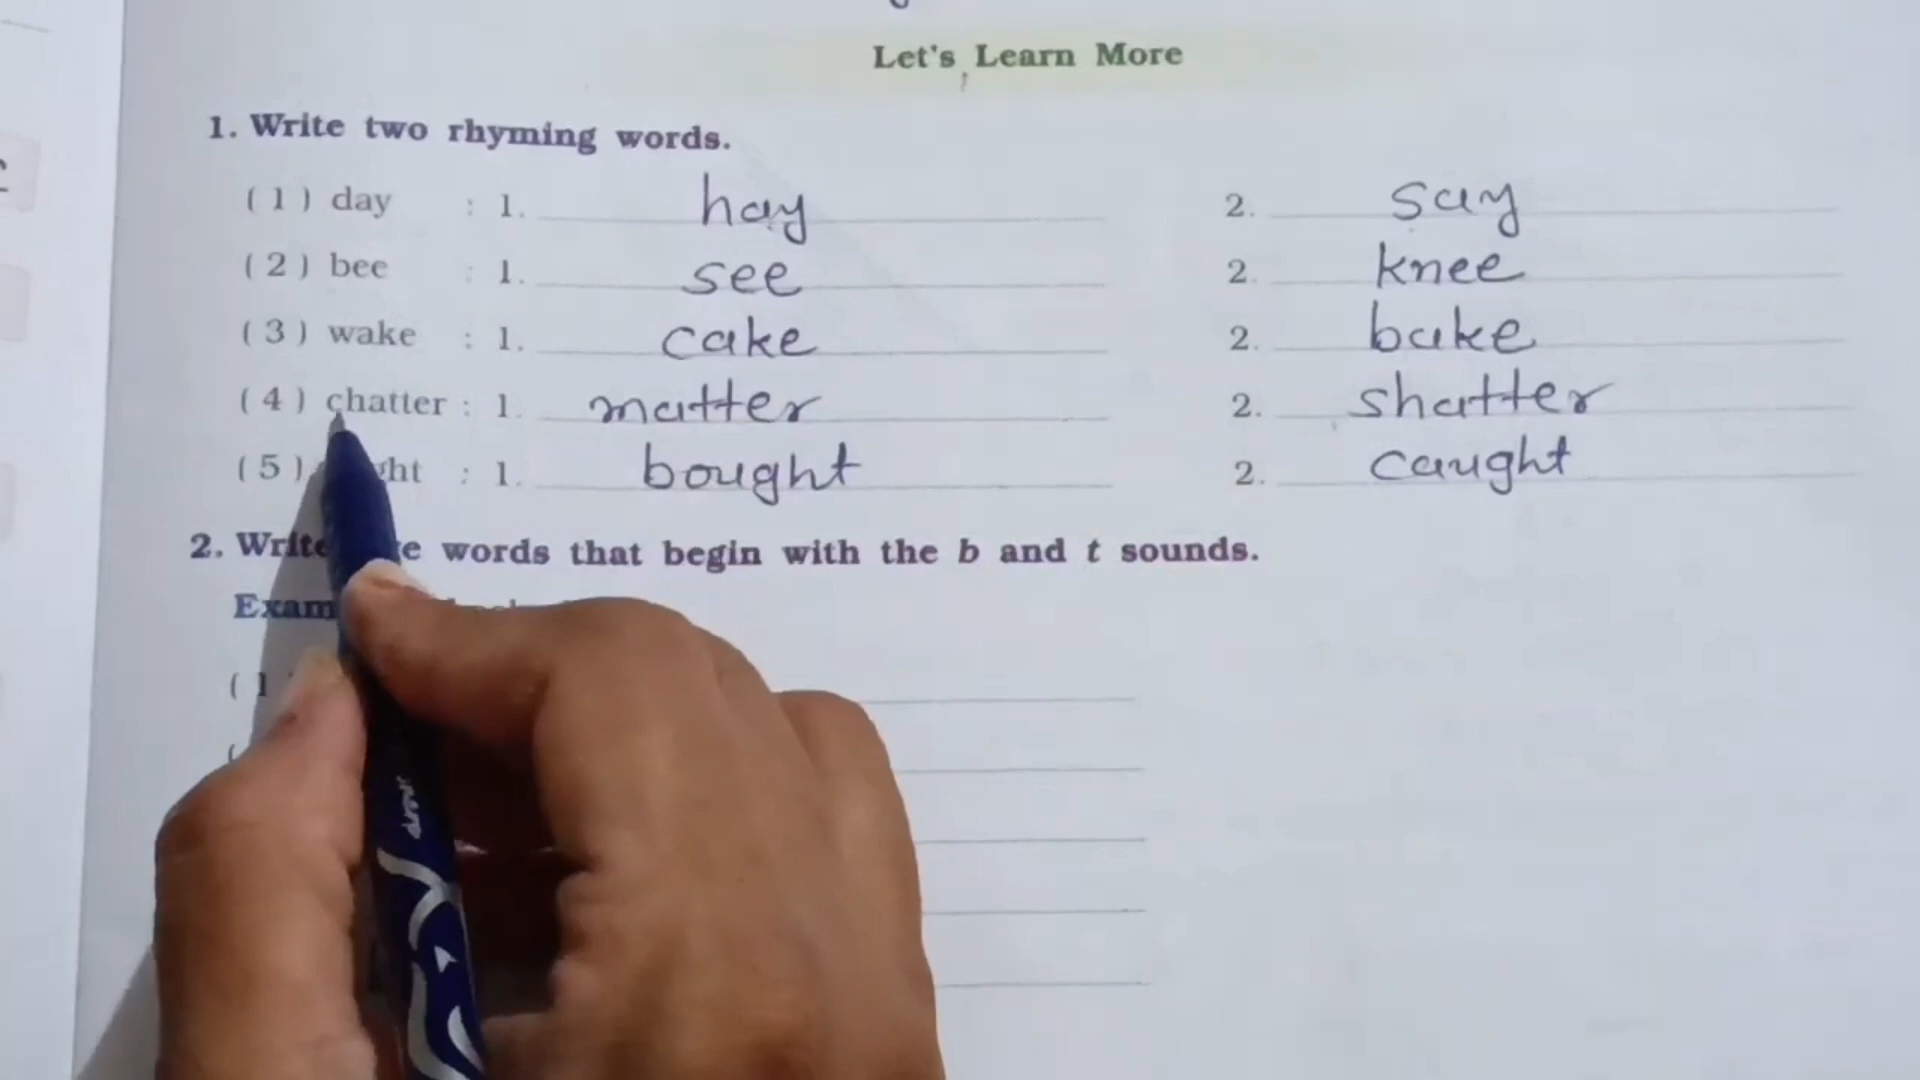 Let's Learn More
1. Write two rhyming words.
( 1 ) day : 1. hay 2. say
( 2 ) bee : 1. see 2. knee
( 3 ) wake : 1. cake 2. bake
( 4 ) chatter : 1. matter 2. shatter
( 5 ) : 1. bought 2. caught
2. Write words that begin with the b and t sounds.
( 1